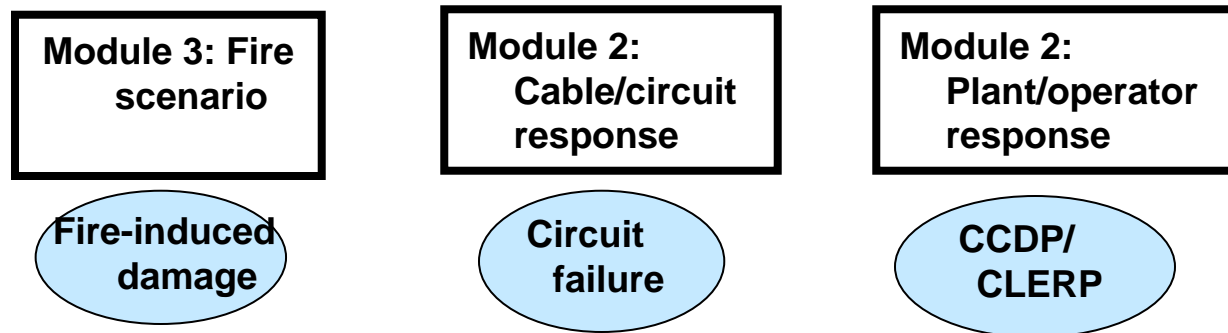 Module 3: Fire
scenario
Module 2:
Cable/circuit
response
Module 2:
Plant/operator
response
Fire-induced
damage
Circuit
failure
CCDP/
CLERP